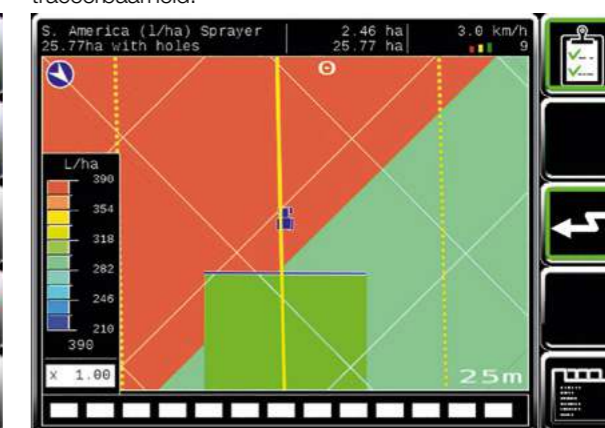 traceerbaarheid.
S. America (l/ha) Sprayer 2.46 ha 3.0 km/h
25.77ha with holes 25.77 ha 9
L/ha
390
354
318
282
246
210
390
x 1.00
25m